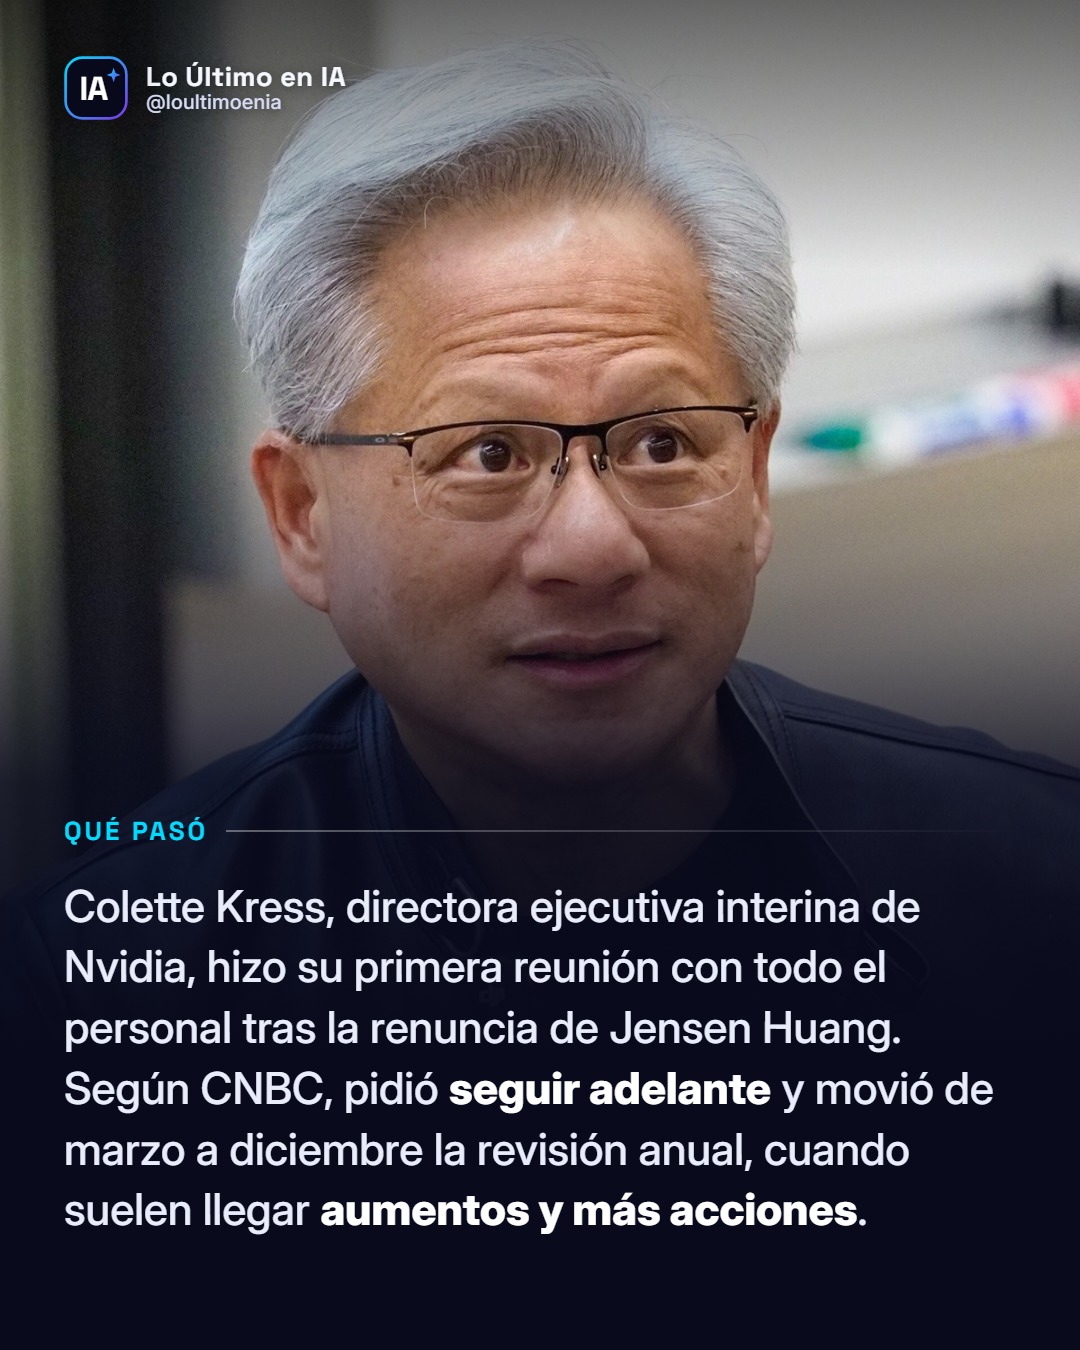 IA
Lo Último en IA
@loultimoenia
QUÉ PASÓ
Colette Kress, directora ejecutiva interina de
Nvidia, hizo su primera reunión con todo el
personal tras la renuncia de Jensen Huang.
Según CNBC, pidió seguir adelante y movió de
marzo a diciembre la revisión anual, cuando
suelen llegar aumentos y más acciones.